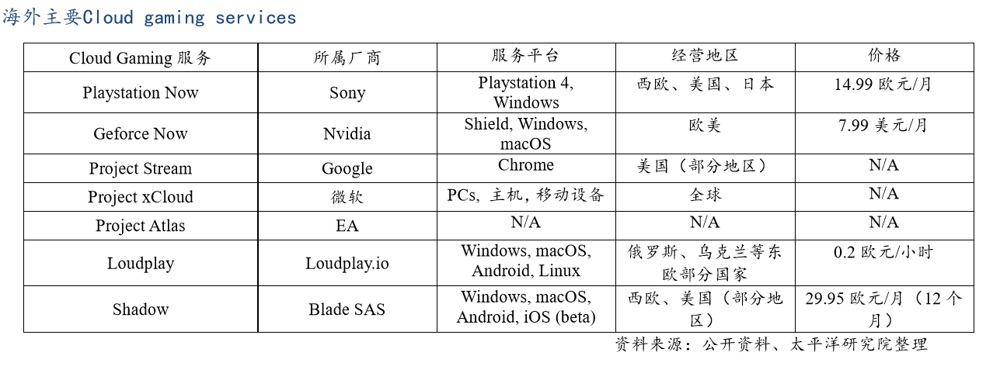 海外主要Cloud gaming services
Cloud Gaming 服务 所属厂商 服务平台 经营地区 价格
Playstation Now Sony Playstation 4, Windows 西欧、美国、日本 14.99 欧元/月
Geforce Now Nvidia Shield, Windows, macOS 欧美 7.99 美元/月
Project Stream Google Chrome 美国（部分地区） N/A
Project xCloud 微软 PCs, 主机，移动设备 全球 N/A
Project Atlas EA N/A N/A N/A
Loudplay Loudplay.io Windows, macOS, Android, Linux 俄罗斯、乌克兰等东欧部分国家 0.2 欧元/小时
Shadow Blade SAS Windows, macOS, Android, iOS (beta) 西欧、美国（部分地区） 29.95 欧元/月（12 个月）
资料来源：公开资料、太平洋研究院整理